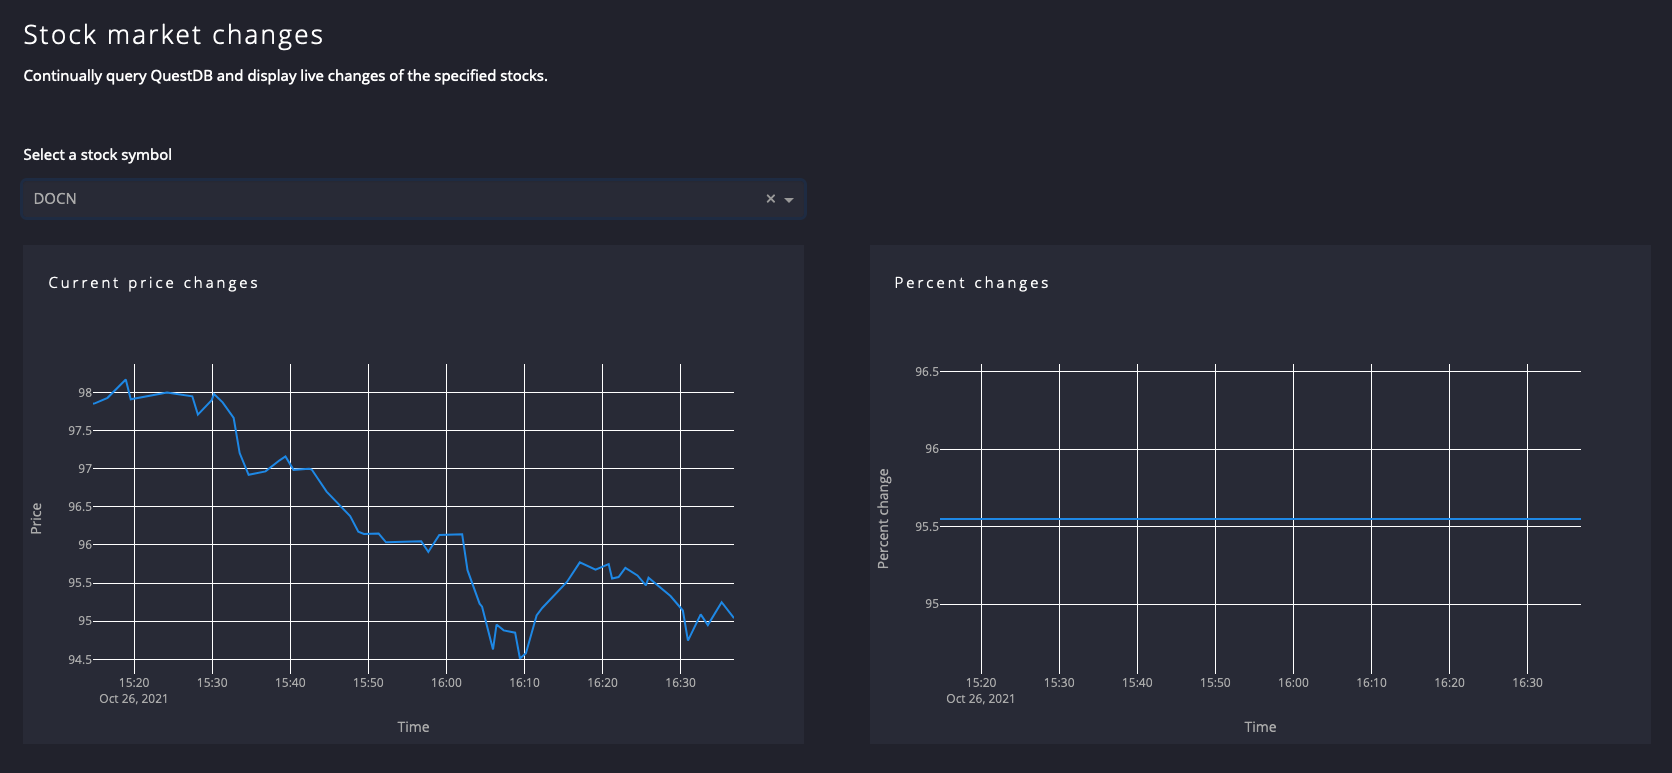 Stock market changes
Continually query QuestDB and display live changes of the specified stocks.
Select a stock symbol
DOCN
Current price changes
98
97.5
97
96.5
96
95.5
95
94.5
Price
15:20 15:30 15:40 15:50 16:00 16:10 16:20 16:30
Oct 26, 2021
Time
Percent changes
96.5
96
95.5
95
Percent change
15:20 15:30 15:40 15:50 16:00 16:10 16:20 16:30
Oct 26, 2021
Time